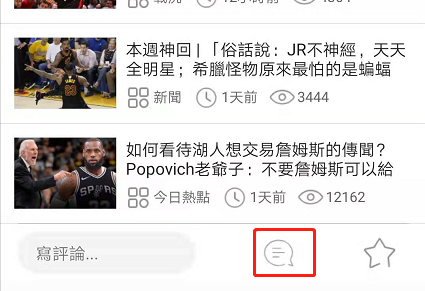 本週神回 | 「俗話說：JR不神經，天天
全明星；希臘怪物原來最怕的是蝙蝠
新聞 1天前 3444
如何看待湖人想交易詹姆斯的傳聞？
Popovich老爺子：不要詹姆斯可以給
今日熱點 1天前 12162
寫評論...